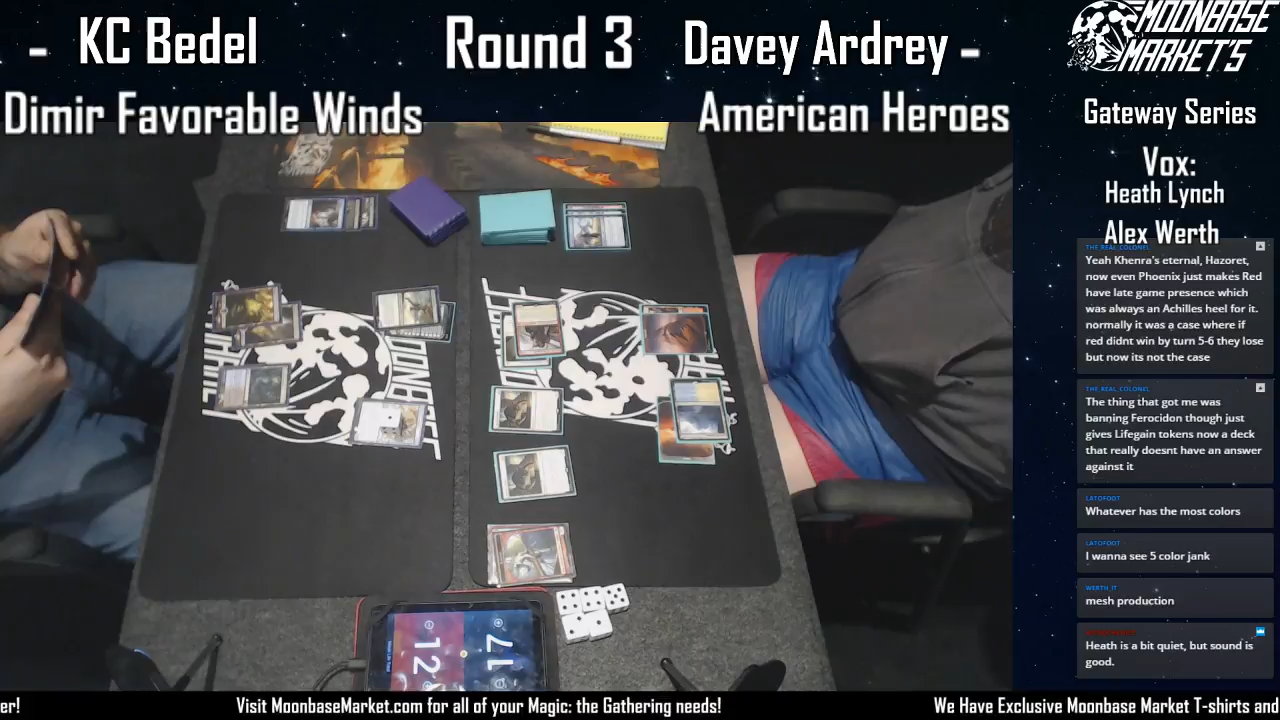 - KC Bedel
Round 3
Davey Ardrey -
Dimir Favorable Winds
American Heroes
MOONBASE
MARKET'S
Gateway Series
Vox:
Heath Lynch
Alex Werth
THE_REAL_COLONEL
Yeah Khenra's eternal, Hazoret,
now even Phoenix just makes Red
have late game presence which
was always an Achilles heel for it.
normally it was a case where if
red didnt win by turn 5-6 they lose
but now its not the case
THE_REAL_COLONEL
The thing that got me was
banning Ferocidon though just
gives Lifegain tokens now a deck
that really doesnt have an answer
against it
LATOFOOT
Whatever has the most colors
LATOFOOT
I wanna see 5 color jank
WERTH_IT
mesh production
Heath is a bit quiet, but sound is
good.
12
17
er!
Visit MoonbaseMarket.com for all of your Magic: the Gathering needs!
We Have Exclusive Moonbase Market T-shirts and